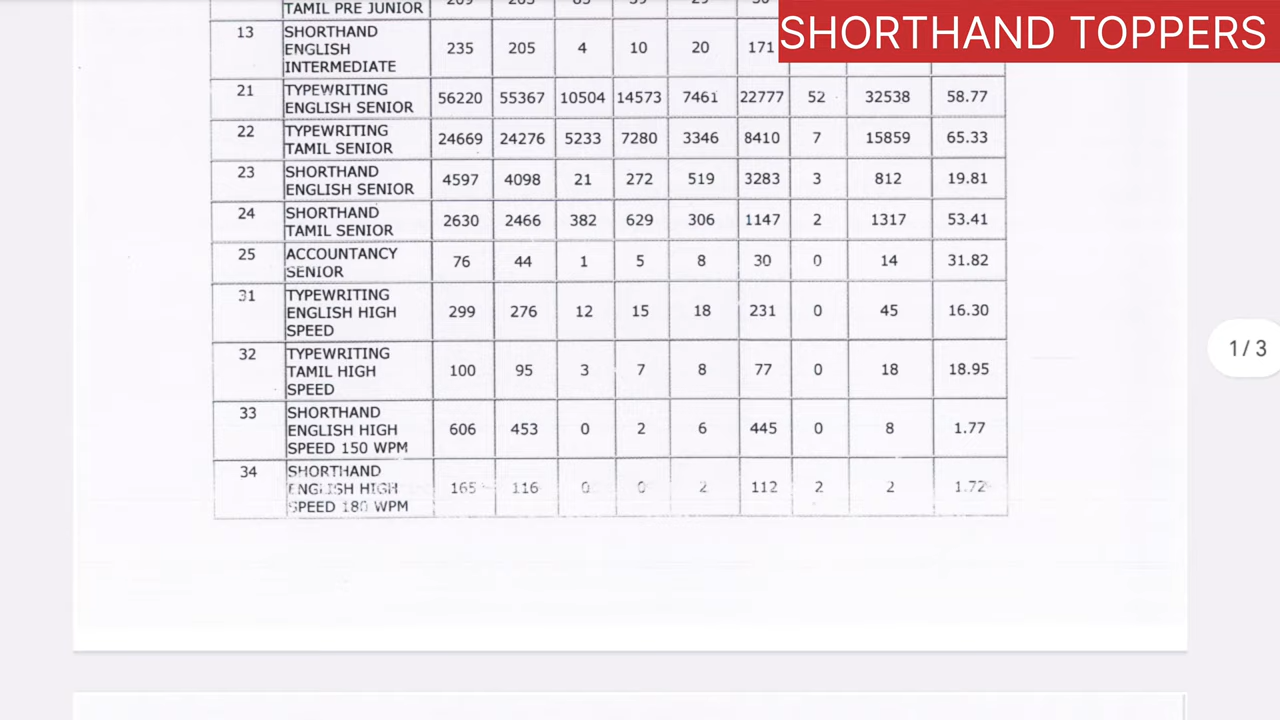 SHORTHAND TOPPERS
TAMIL PRE JUNIOR
13 SHORTHAND ENGLISH INTERMEDIATE 235 205 4 10 20 171
21 TYPEWRITING ENGLISH SENIOR 56220 55367 10504 14573 7461 22777 52 32538 58.77
22 TYPEWRITING TAMIL SENIOR 24669 24276 5233 7280 3346 8410 7 15859 65.33
23 SHORTHAND ENGLISH SENIOR 4597 4098 21 272 519 3283 3 812 19.81
24 SHORTHAND TAMIL SENIOR 2630 2466 382 629 306 1147 2 1317 53.41
25 ACCOUNTANCY SENIOR 76 44 1 5 8 30 0 14 31.82
31 TYPEWRITING ENGLISH HIGH SPEED 299 276 12 15 18 231 0 45 16.30
32 TYPEWRITING TAMIL HIGH SPEED 100 95 3 7 8 77 0 18 18.95
33 SHORTHAND ENGLISH HIGH SPEED 150 WPM 606 453 0 2 6 445 0 8 1.77
34 SHORTHAND ENGLISH HIGH SPEED 180 WPM 165 116 0 0 2 112 2 2 1.72
1/3